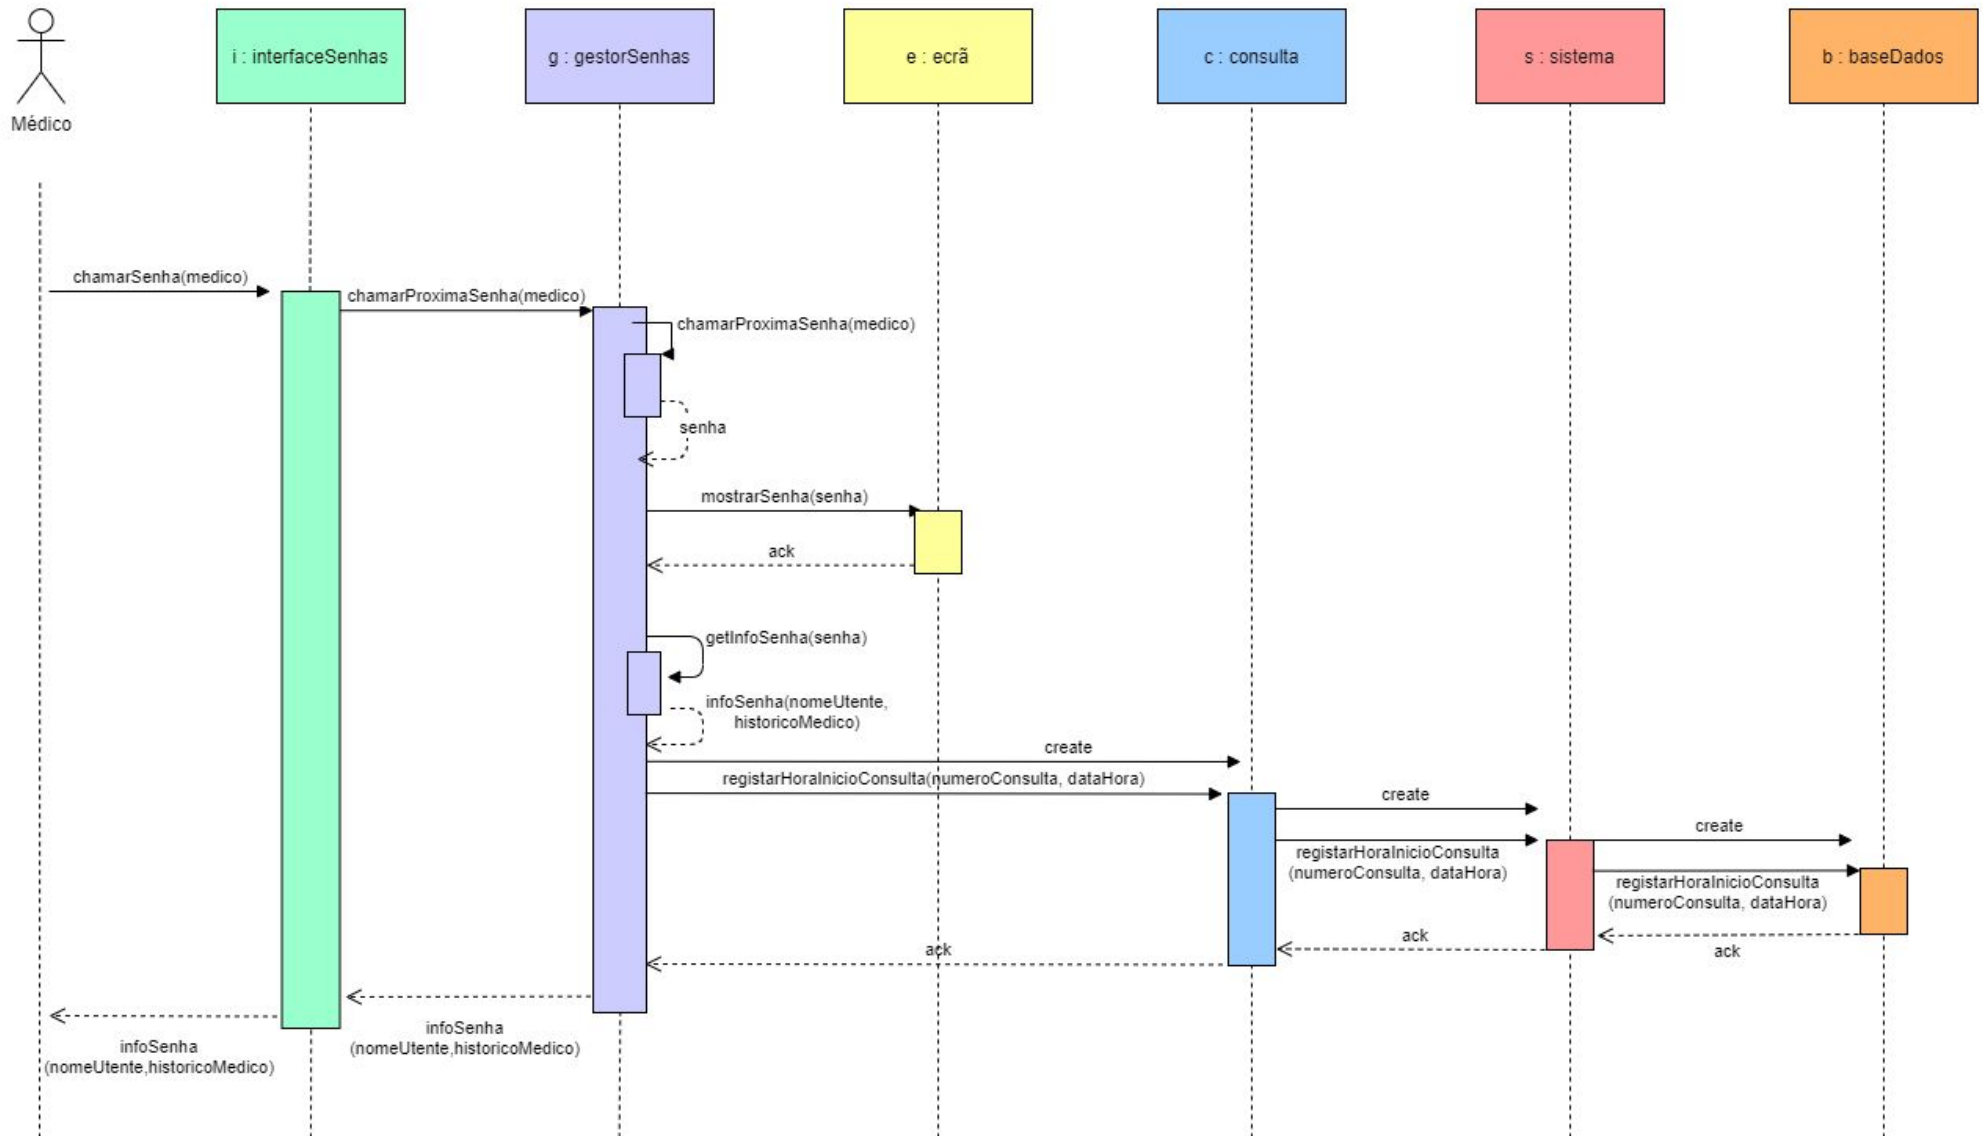 i : interfaceSenhas
g : gestorSenhas
e : ecrã
c : consulta
s : sistema
b : baseDados
Médico
chamarSenha(medico)
chamarProximaSenha(medico)
chamarProximaSenha(medico)
senha
mostrarSenha(senha)
ack
getInfoSenha(senha)
infoSenha(nomeUtente,
historicoMedico)
create
registarHoraInicioConsulta(numeroConsulta, dataHora)
create
registarHoraInicioConsulta
(numeroConsulta, dataHora)
create
registarHoraInicioConsulta
(numeroConsulta, dataHora)
ack
ack
ack
infoSenha
(nomeUtente,historicoMedico)
infoSenha
(nomeUtente,historicoMedico)